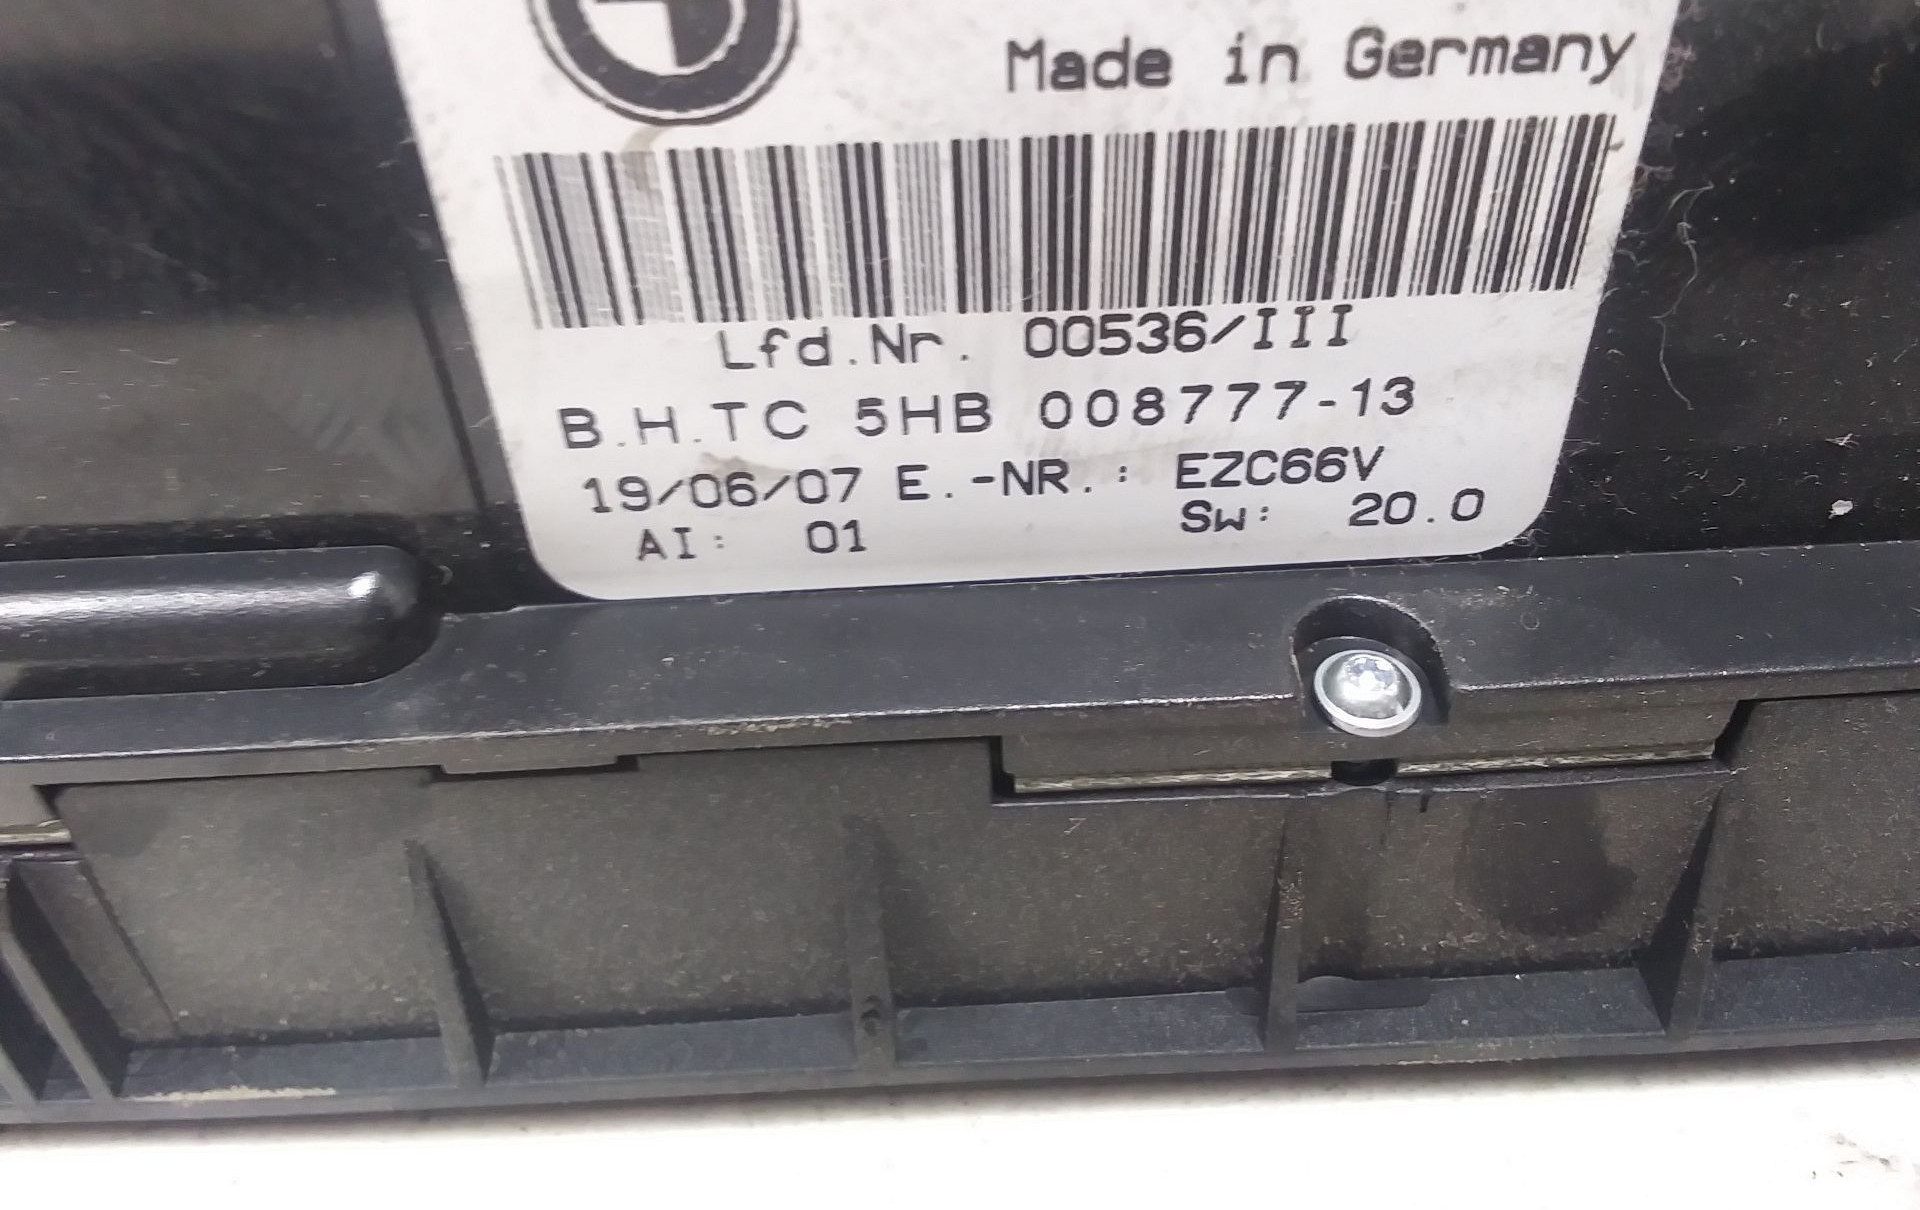 Made in Germany
Lfd.Nr. 00536/III
B.H.TC 5HB 008777-13
19/06/07 E.-NR.: EZC66V
AI: 01 Sw: 20.0